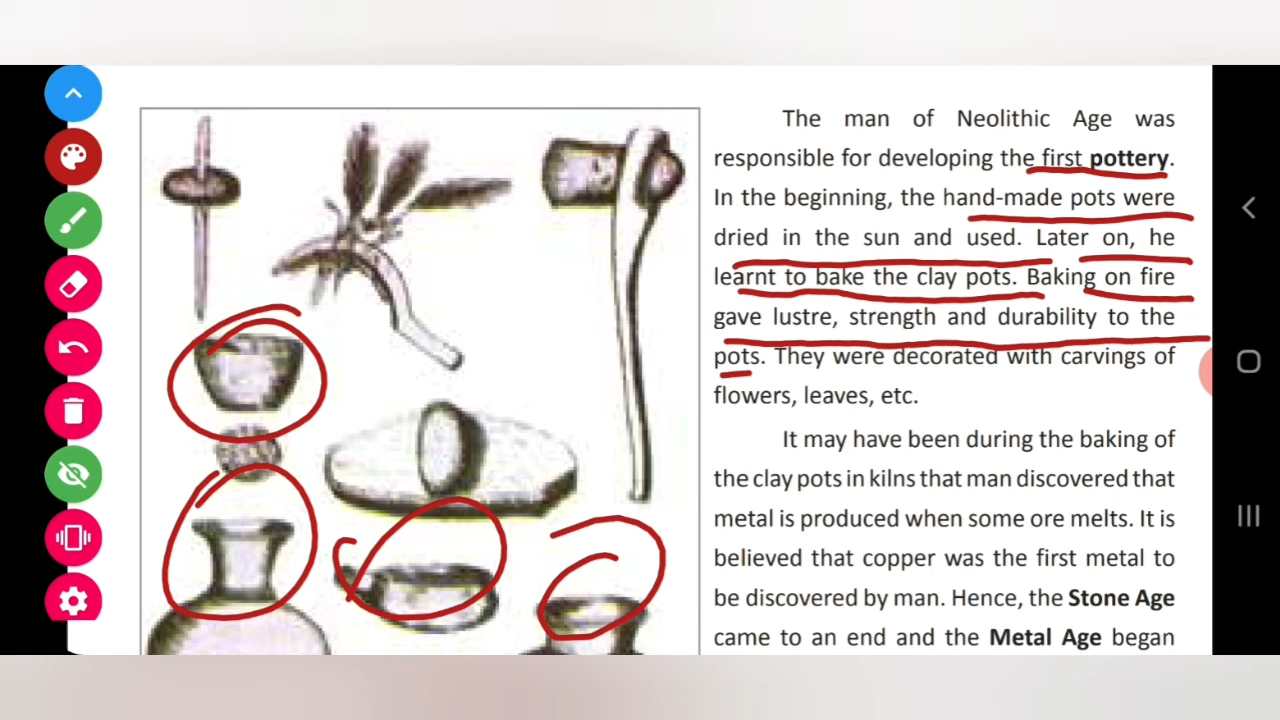 The man of Neolithic Age was
responsible for developing the first pottery.
In the beginning, the hand-made pots were
dried in the sun and used. Later on, he
learnt to bake the clay pots. Baking on fire
gave lustre, strength and durability to the
pots. They were decorated with carvings of
flowers, leaves, etc.
It may have been during the baking of
the clay pots in kilns that man discovered that
metal is produced when some ore melts. It is
believed that copper was the first metal to
be discovered by man. Hence, the Stone Age
came to an end and the Metal Age began